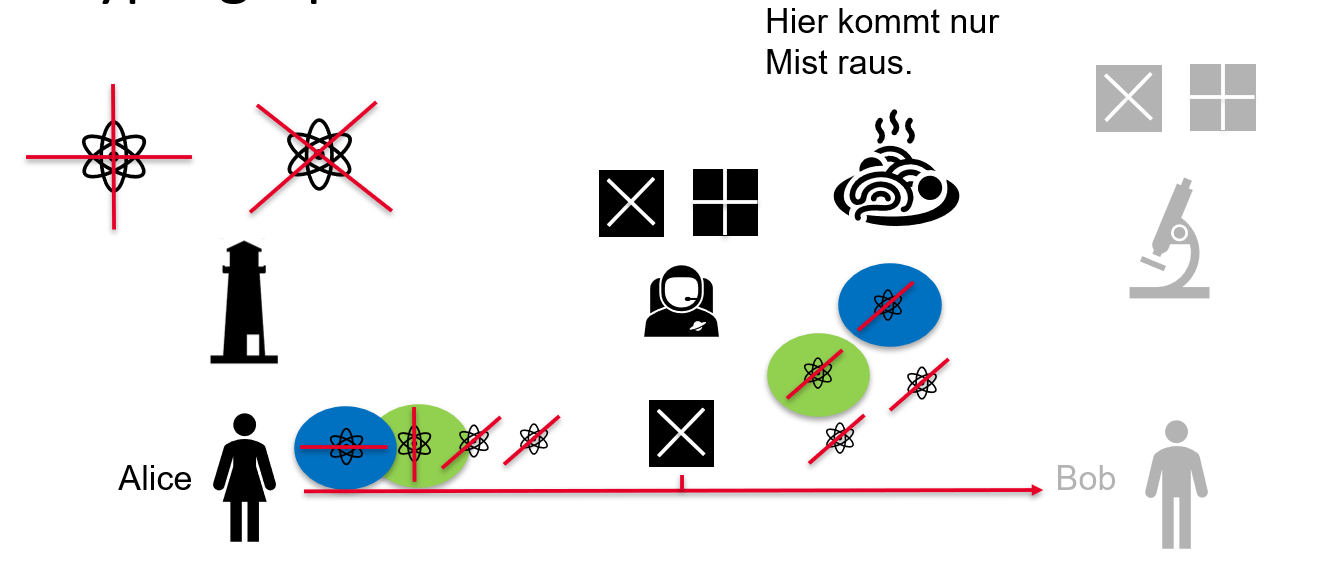 Hier kommt nur
Mist raus.
Alice
Bob